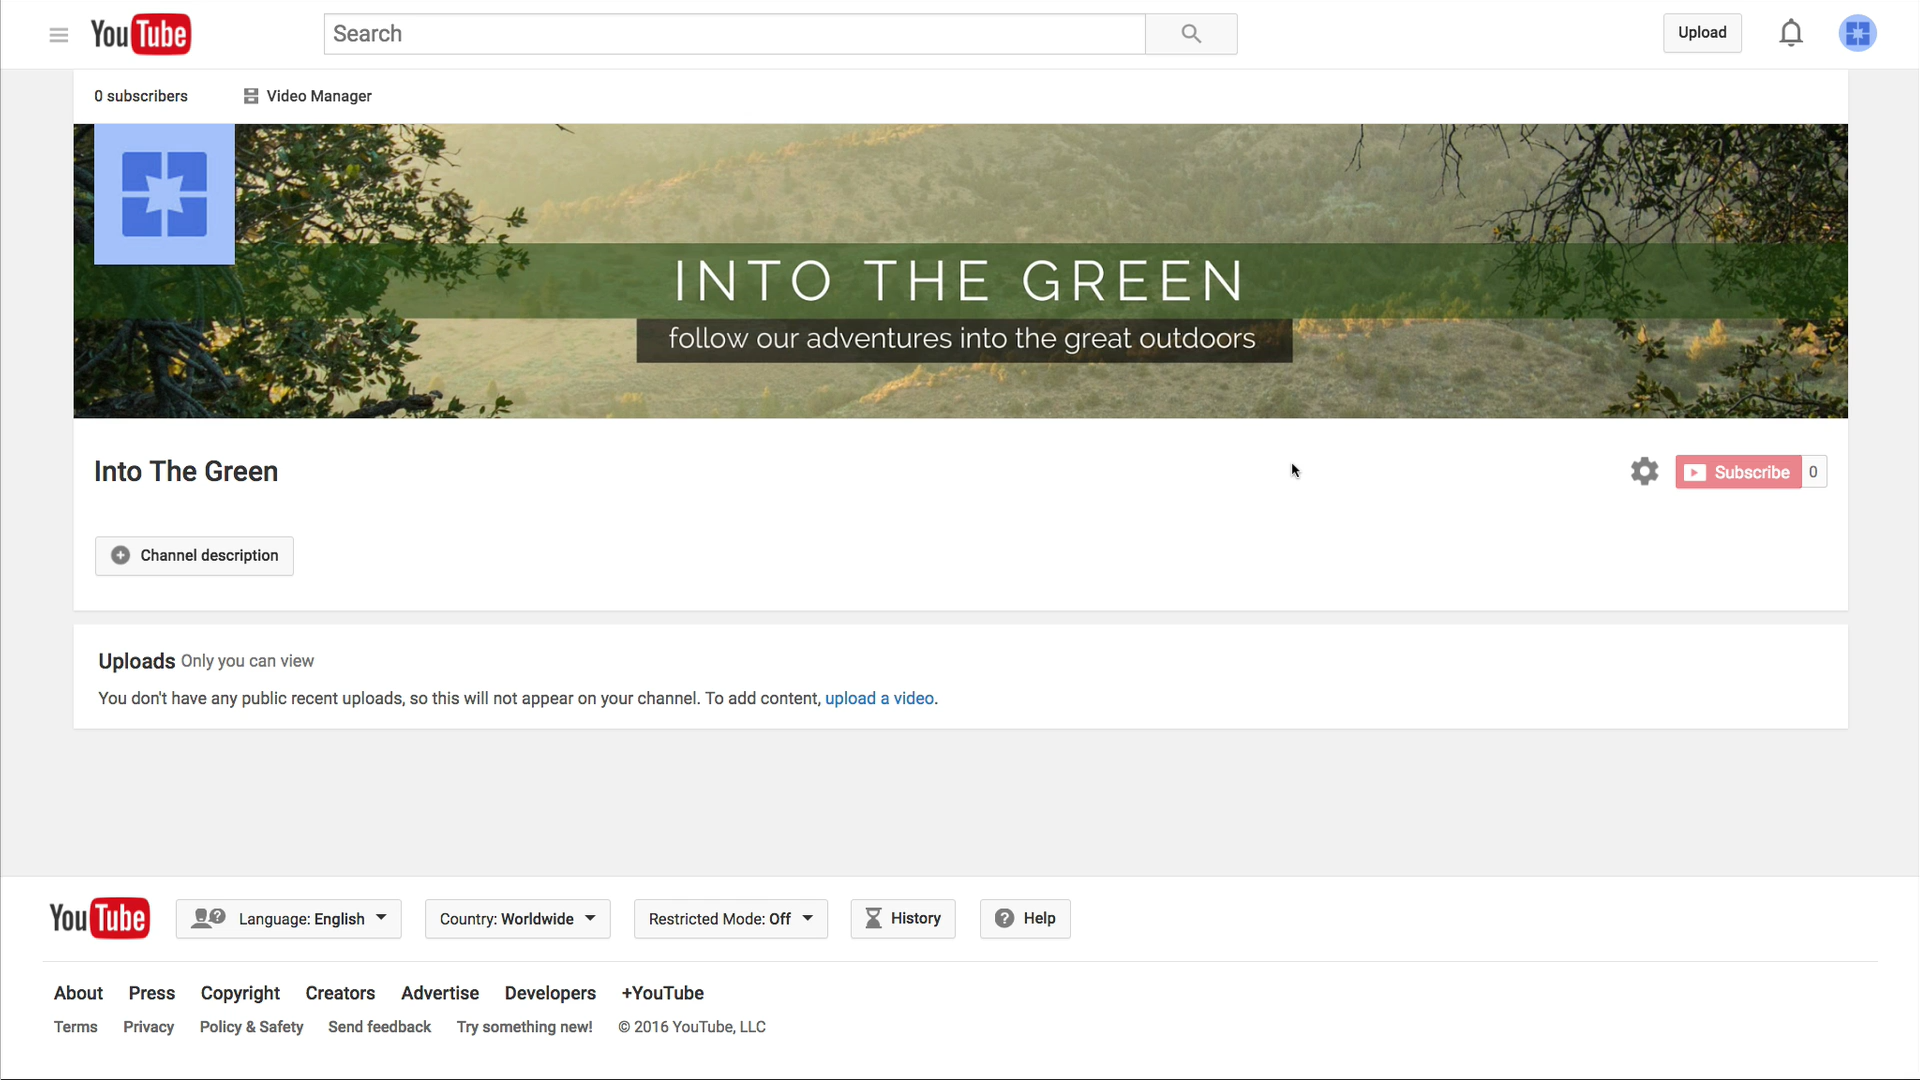 YouTube
Search
Upload
0 subscribers
Video Manager
INTO THE GREEN
follow our adventures into the great outdoors
Into The Green
Subscribe 0
Channel description
Uploads Only you can view
You don't have any public recent uploads, so this will not appear on your channel. To add content, upload a video.
YouTube
Language: English
Country: Worldwide
Restricted Mode: Off
History
Help
About Press Copyright Creators Advertise Developers +YouTube
Terms Privacy Policy & Safety Send feedback Try something new! © 2016 YouTube, LLC